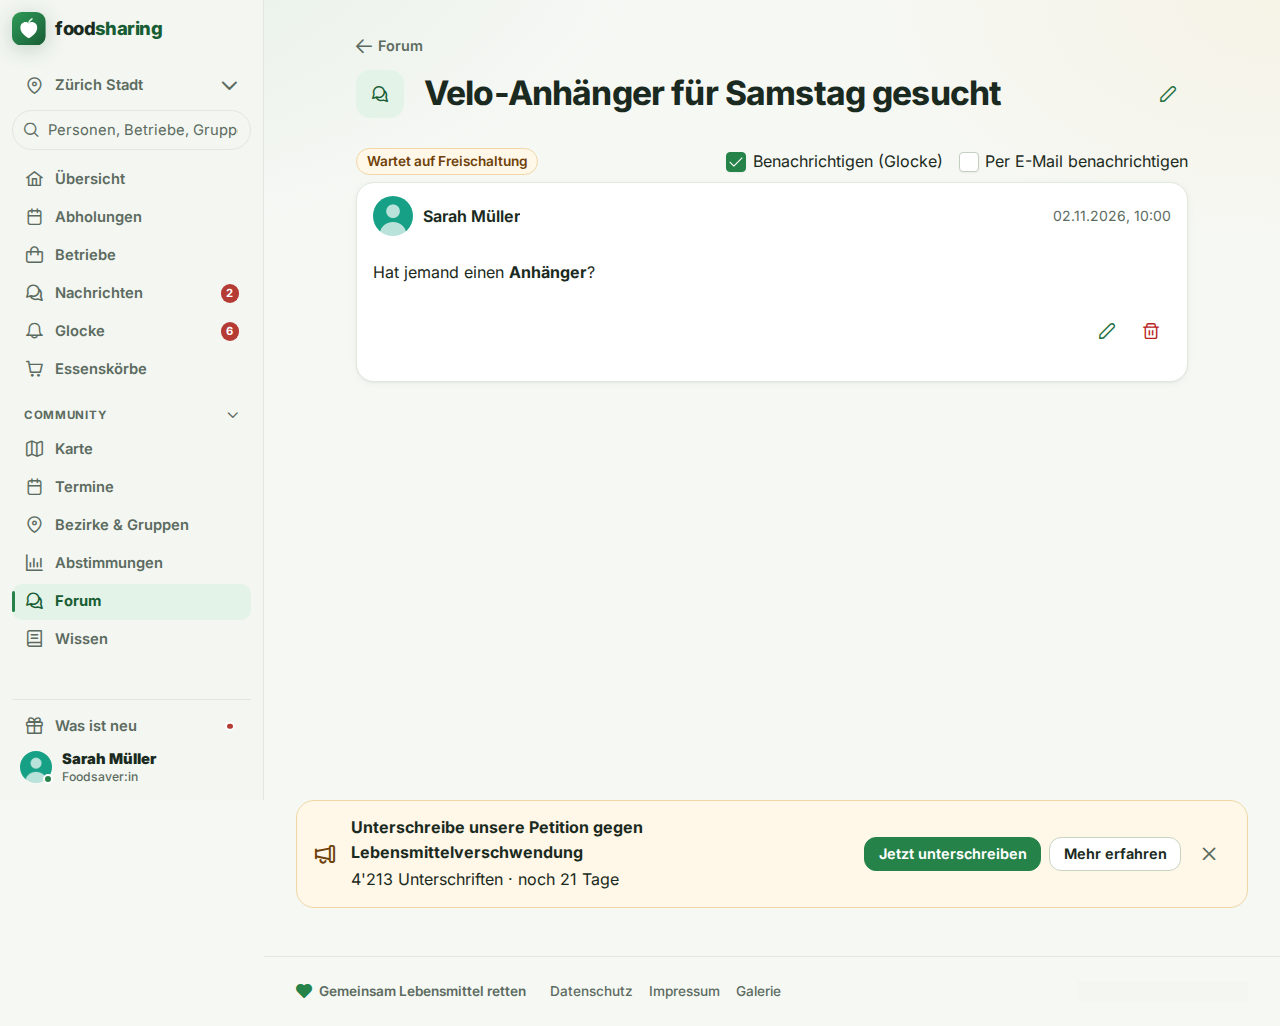 foodsharing
Zürich Stadt
Personen, Betriebe, Grupp
Übersicht
Abholungen
Betriebe
Nachrichten 2
Glocke 6
Essenskörbe
COMMUNITY
Karte
Termine
Bezirke & Gruppen
Abstimmungen
Forum
Wissen
Was ist neu
Sarah Müller
Foodsaver:in
Forum
Velo-Anhänger für Samstag gesucht
Wartet auf Freischaltung
Benachrichtigen (Glocke) Per E-Mail benachrichtigen
Sarah Müller 02.11.2026, 10:00
Hat jemand einen Anhänger?
Unterschreibe unsere Petition gegen
Lebensmittelverschwendung
4'213 Unterschriften · noch 21 Tage
Jetzt unterschreiben Mehr erfahren
Gemeinsam Lebensmittel retten Datenschutz Impressum Galerie